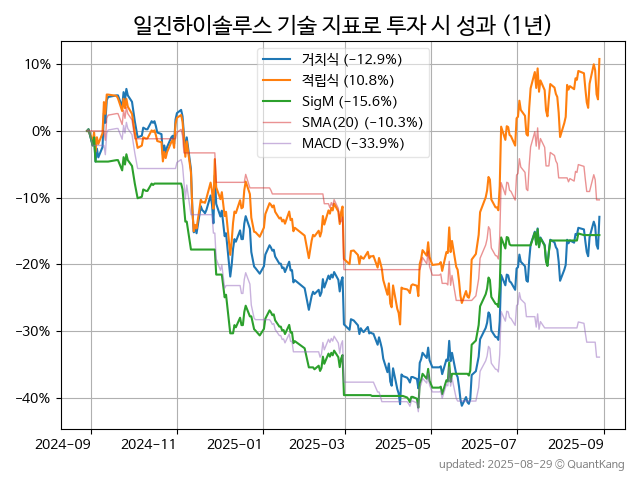 일진하이솔루스 기술 지표로 투자 시 성과 (1년)
거치식 (−12.9%)
적립식 (10.8%)
SigM (−15.6%)
SMA(20) (−10.3%)
MACD (−33.9%)
10%
0%
−10%
−20%
−30%
−40%
2024-09 2024-11 2025-01 2025-03 2025-05 2025-07 2025-09
updated: 2025-08-29 © QuantKang